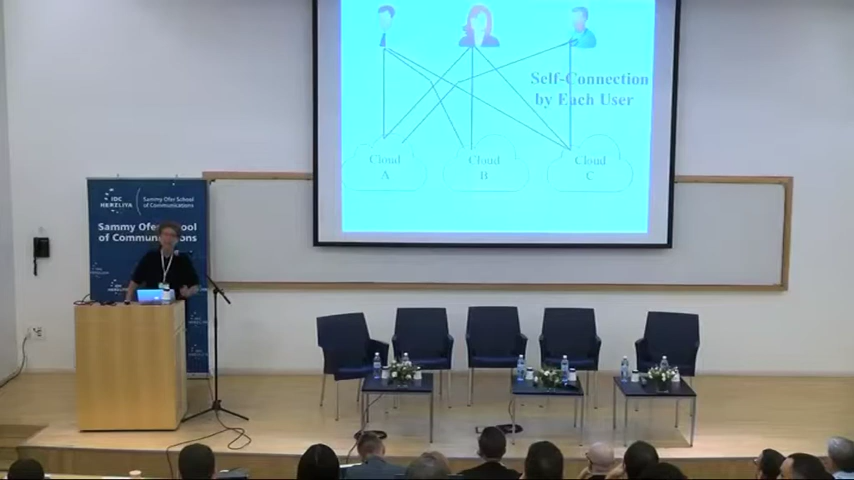 Self-Connection
by Each User
Cloud
A
Cloud
B
Cloud
C
IDC
HERZLIYA
Sammy Ofer School
of Communications
Sammy Ofer School
of Communications